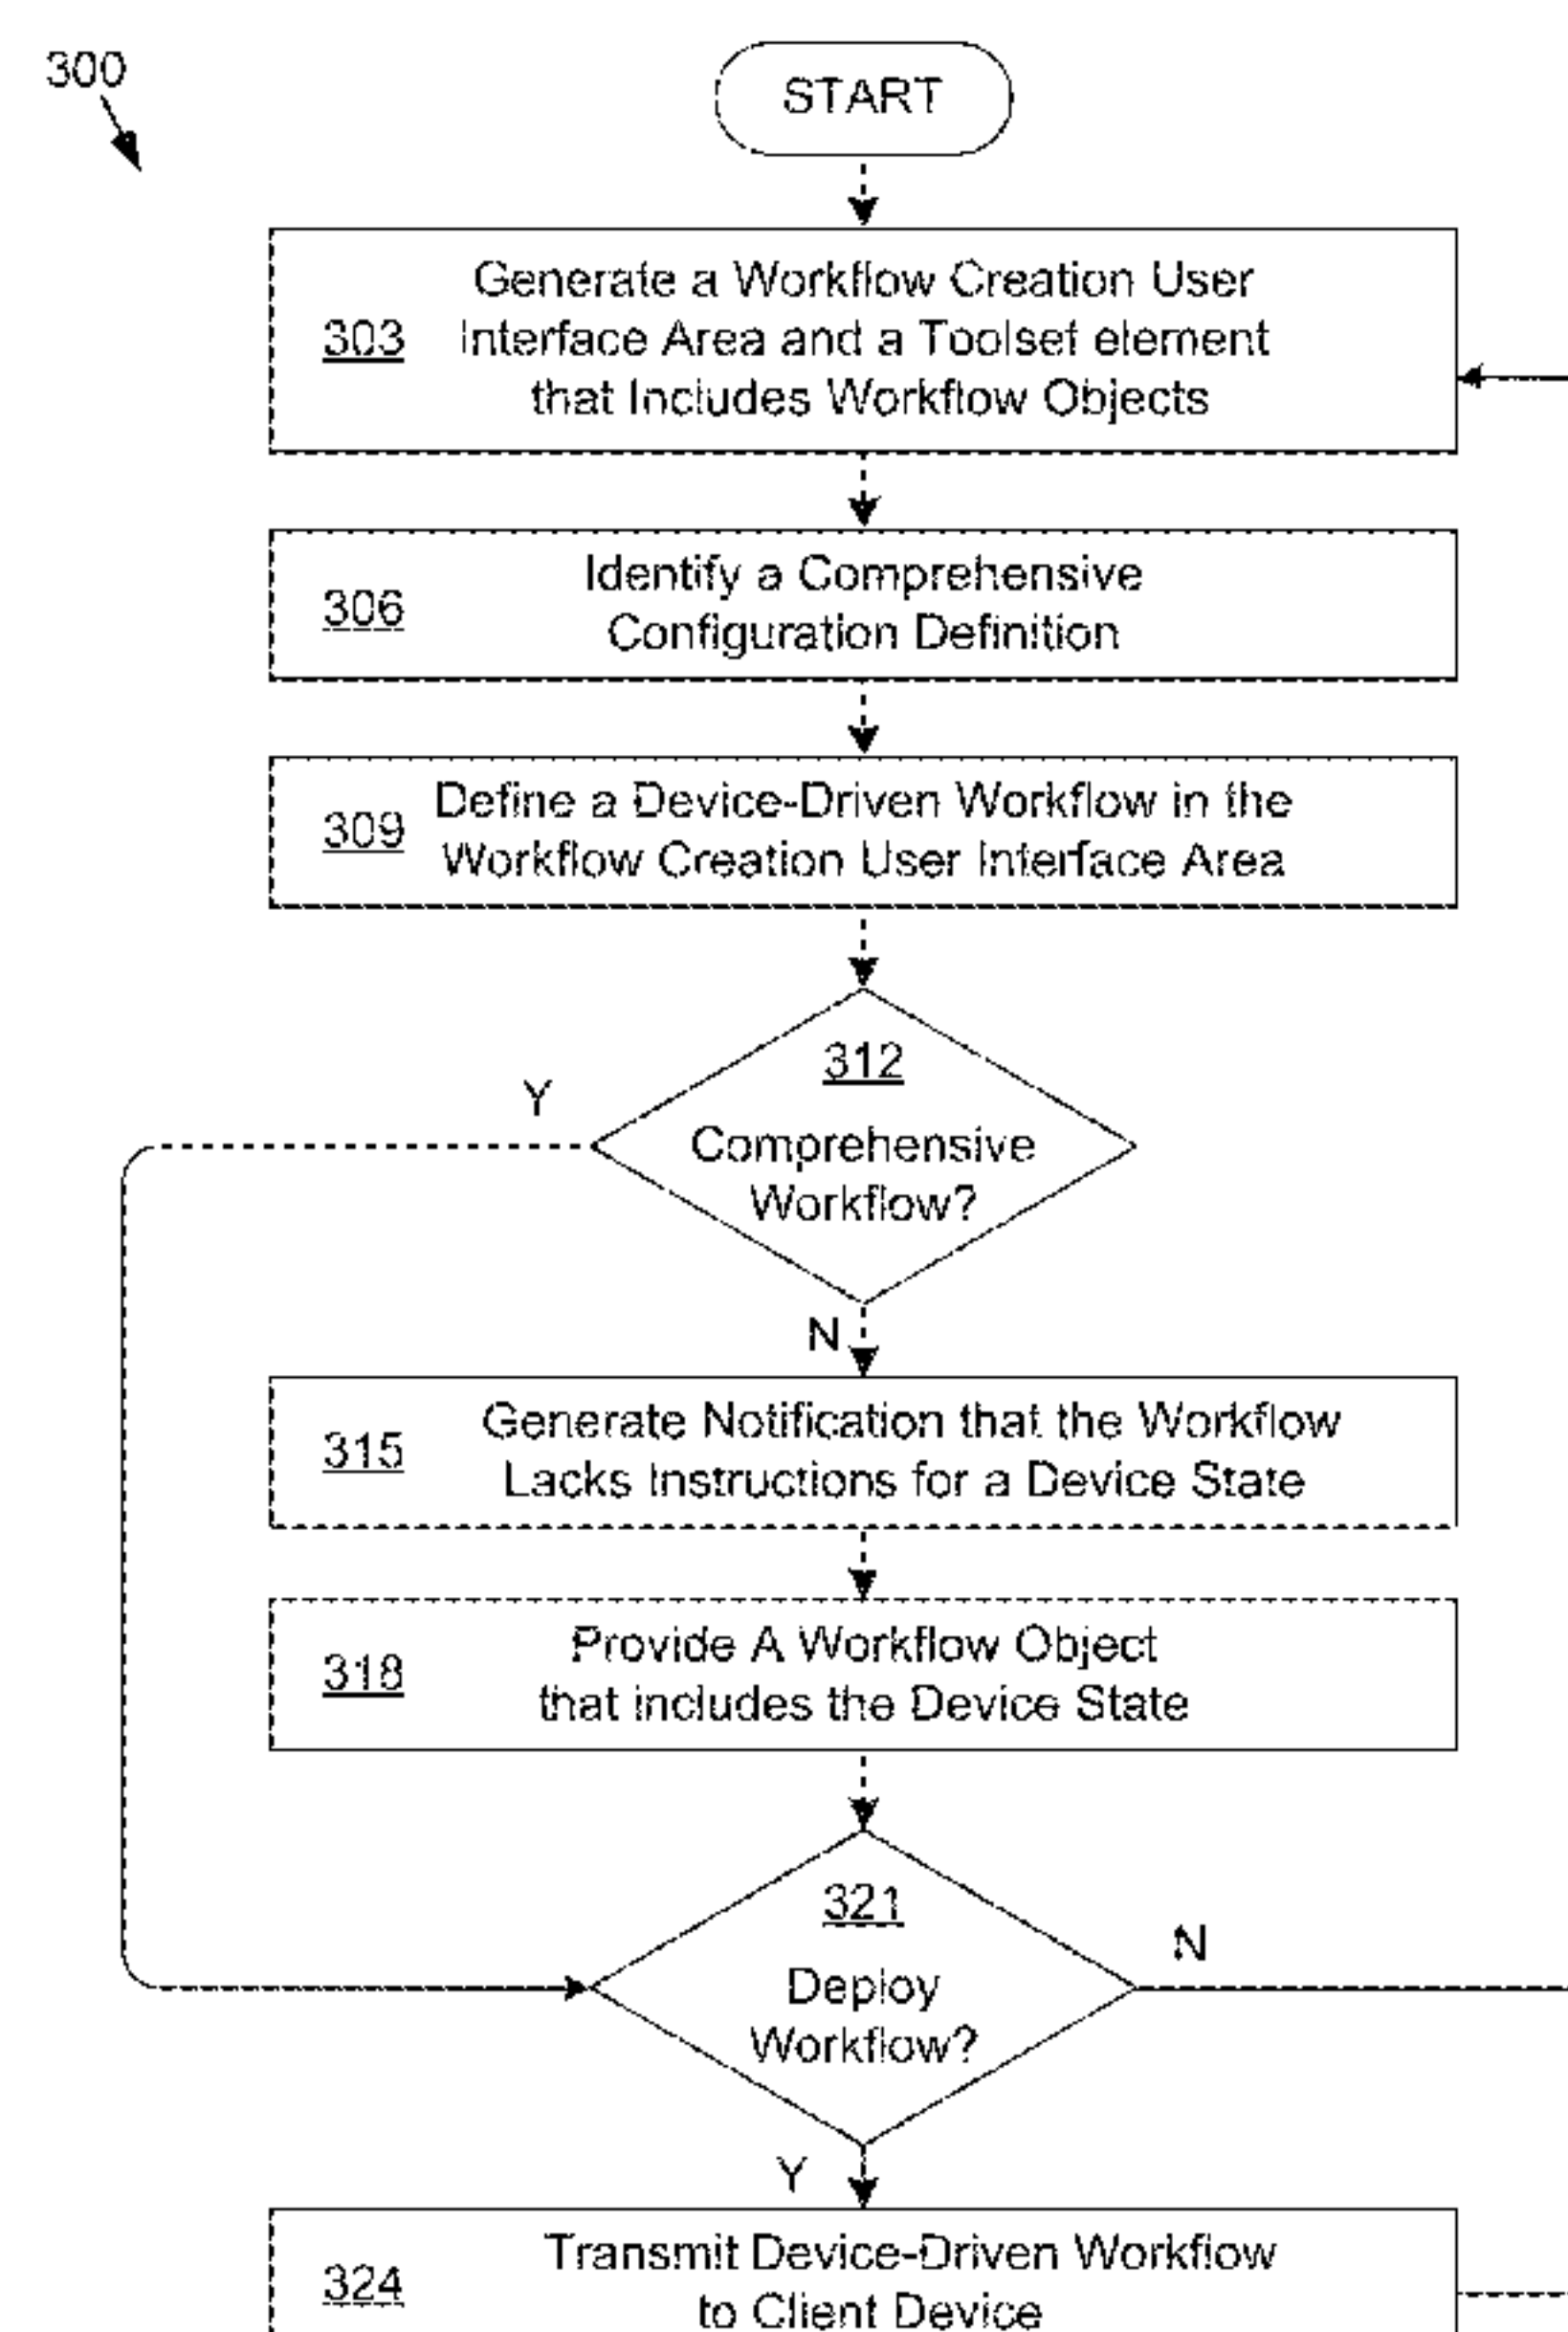 300
START
303
Generate a Workflow Creation User
Interface Area and a Toolset element
that Includes Workflow Objects
306
Identify a Comprehensive
Configuration Definition
309
Define a Device-Driven Workflow in the
Workflow Creation User Interface Area
312
Y
Comprehensive
Workflow?
N
315
Generate Notification that the Workflow
Lacks Instructions for a Device State
318
Provide A Workflow Object
that includes the Device State
321
N
Deploy
Workflow?
Y
324
Transmit Device-Driven Workflow
to Client Device